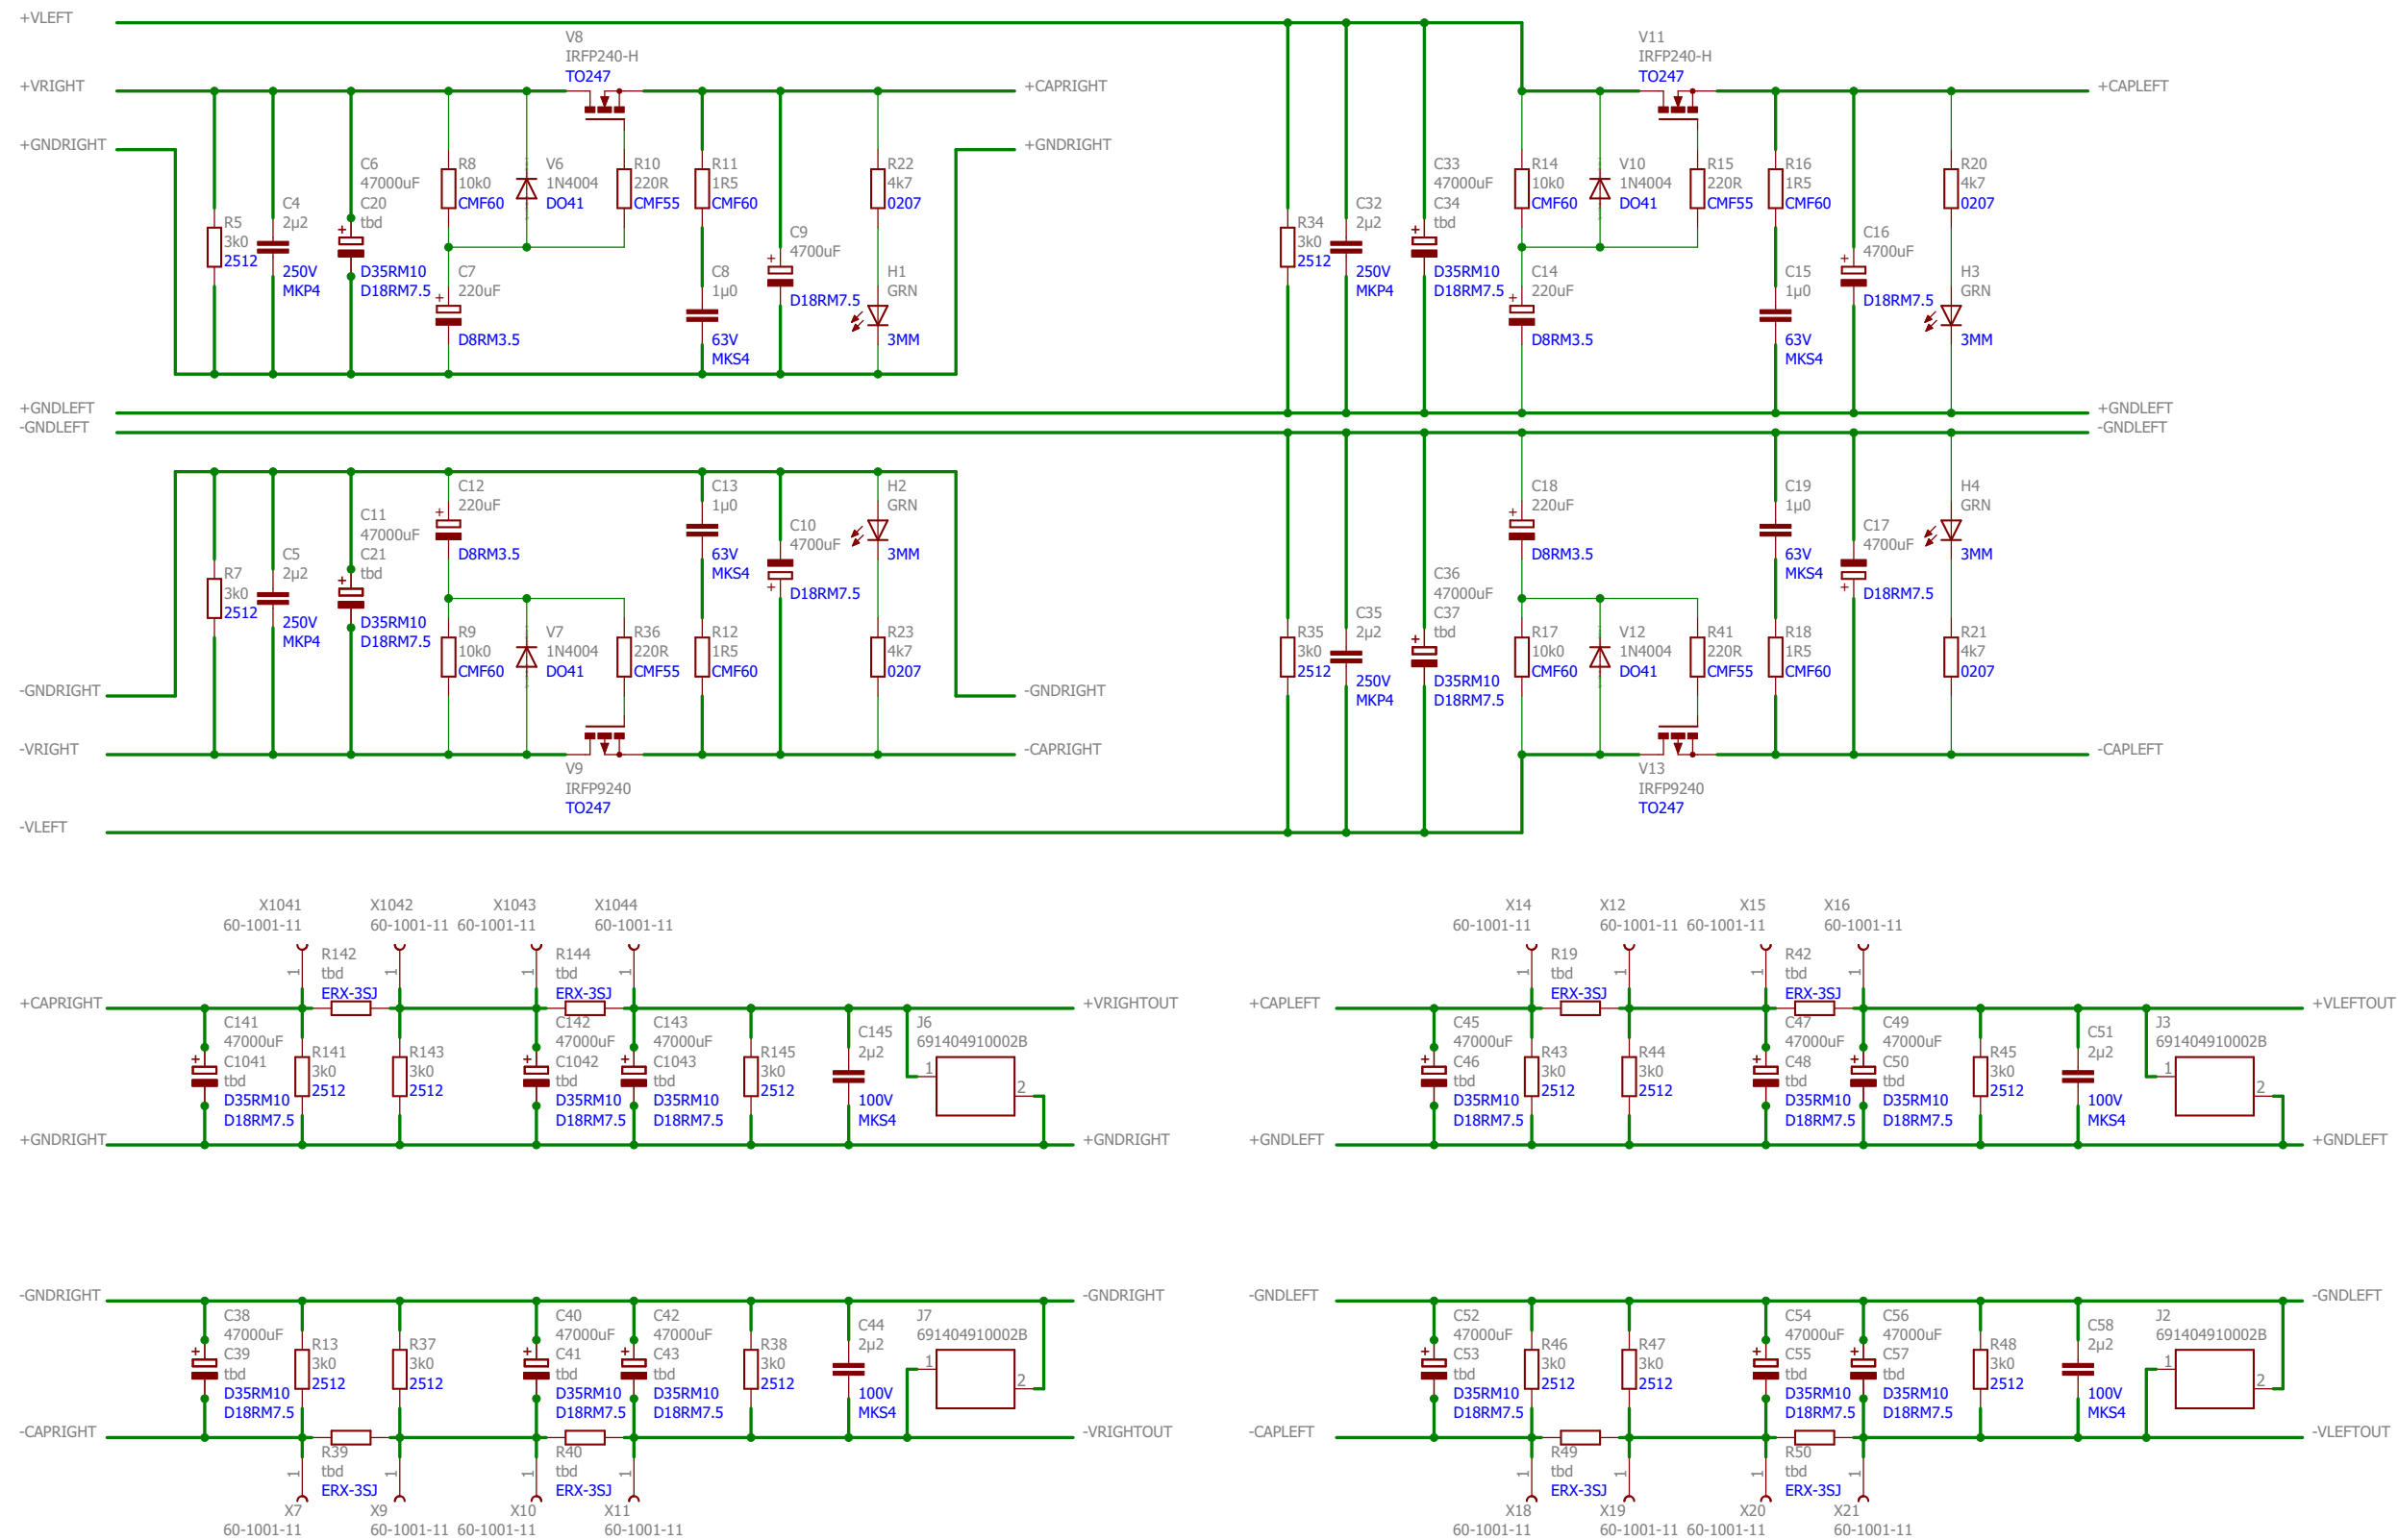 +VLEFT
V8
IRFP240-H
TO247
V11
IRFP240-H
TO247
+VRIGHT
+CAPRIGHT
+CAPLEFT
+GNDRIGHT
+GNDRIGHT
C6
47000uF
C20
tbd
R8
10k0
CMF60
V6
1N4004
DO41
R10
220R
CMF55
R11
1R5
CMF60
R22
4k7
0207
C33
47000uF
C34
tbd
R14
10k0
CMF60
V10
1N4004
DO41
R15
220R
CMF55
R16
1R5
CMF60
R20
4k7
0207
R5
3k0
2512
C4
2µ2
250V
MKP4
D35RM10
D18RM7.5
C7
220uF
D8RM3.5
C8
1µ0
63V
MKS4
C9
4700uF
D18RM7.5
H1
GRN
3MM
R34
3k0
2512
C32
2µ2
250V
MKP4
D35RM10
D18RM7.5
C14
220uF
D8RM3.5
C15
1µ0
63V
MKS4
C16
4700uF
D18RM7.5
H3
GRN
3MM
+GNDLEFT
+GNDLEFT
-GNDLEFT
-GNDLEFT
C11
47000uF
C21
tbd
D35RM10
D18RM7.5
C12
220uF
D8RM3.5
C13
1µ0
63V
MKS4
C10
4700uF
D18RM7.5
H2
GRN
3MM
C18
220uF
D8RM3.5
C19
1µ0
63V
MKS4
C17
4700uF
D18RM7.5
H4
GRN
3MM
R7
3k0
2512
C5
2µ2
250V
MKP4
R9
10k0
CMF60
V7
1N4004
DO41
R36
220R
CMF55
R12
1R5
CMF60
R23
4k7
0207
R35
3k0
2512
C35
2µ2
250V
MKP4
C36
47000uF
C37
tbd
D35RM10
D18RM7.5
R17
10k0
CMF60
V12
1N4004
DO41
R41
220R
CMF55
R18
1R5
CMF60
R21
4k7
0207
-GNDRIGHT
-GNDRIGHT
-VRIGHT
-CAPRIGHT
-CAPLEFT
V9
IRFP9240
TO247
V13
IRFP9240
TO247
-VLEFT
X1041
60-1001-11
X1042
60-1001-11
X1043
60-1001-11
X1044
60-1001-11
X14
60-1001-11
X12
60-1001-11
X15
60-1001-11
X16
60-1001-11
1
R142
tbd
ERX-3SJ
1
1
R144
tbd
ERX-3SJ
1
1
R19
tbd
ERX-3SJ
1
1
R42
tbd
ERX-3SJ
1
+CAPRIGHT
+VRIGHTOUT
+CAPLEFT
+VLEFTOUT
C141
47000uF
C1041
tbd
D35RM10
D18RM7.5
R141
3k0
2512
R143
3k0
2512
C142
47000uF
C1042
tbd
D35RM10
D18RM7.5
C143
47000uF
C1043
tbd
D35RM10
D18RM7.5
R145
3k0
2512
C145
2µ2
100V
MKS4
J6
691404910002B
1
2
C45
47000uF
C46
tbd
D35RM10
D18RM7.5
R43
3k0
2512
R44
3k0
2512
C47
47000uF
C48
tbd
D35RM10
D18RM7.5
C49
47000uF
C50
tbd
D35RM10
D18RM7.5
R45
3k0
2512
C51
2µ2
100V
MKS4
J3
691404910002B
1
2
+GNDRIGHT
+GNDRIGHT
+GNDLEFT
+GNDLEFT
-GNDRIGHT
-GNDRIGHT
-GNDLEFT
-GNDLEFT
C38
47000uF
C39
tbd
D35RM10
D18RM7.5
R13
3k0
2512
R37
3k0
2512
C40
47000uF
C41
tbd
D35RM10
D18RM7.5
C42
47000uF
C43
tbd
D35RM10
D18RM7.5
R38
3k0
2512
C44
2µ2
100V
MKS4
J7
691404910002B
1
2
C52
47000uF
C53
tbd
D35RM10
D18RM7.5
R46
3k0
2512
R47
3k0
2512
C54
47000uF
C55
tbd
D35RM10
D18RM7.5
C56
47000uF
C57
tbd
D35RM10
D18RM7.5
R48
3k0
2512
C58
2µ2
100V
MKS4
J2
691404910002B
1
2
-CAPRIGHT
-VRIGHTOUT
-CAPLEFT
-VLEFTOUT
1
R39
tbd
ERX-3SJ
1
1
R40
tbd
ERX-3SJ
1
1
R49
tbd
ERX-3SJ
1
1
R50
tbd
ERX-3SJ
1
X7
60-1001-11
X9
60-1001-11
X10
60-1001-11
X11
60-1001-11
X18
60-1001-11
X19
60-1001-11
X20
60-1001-11
X21
60-1001-11